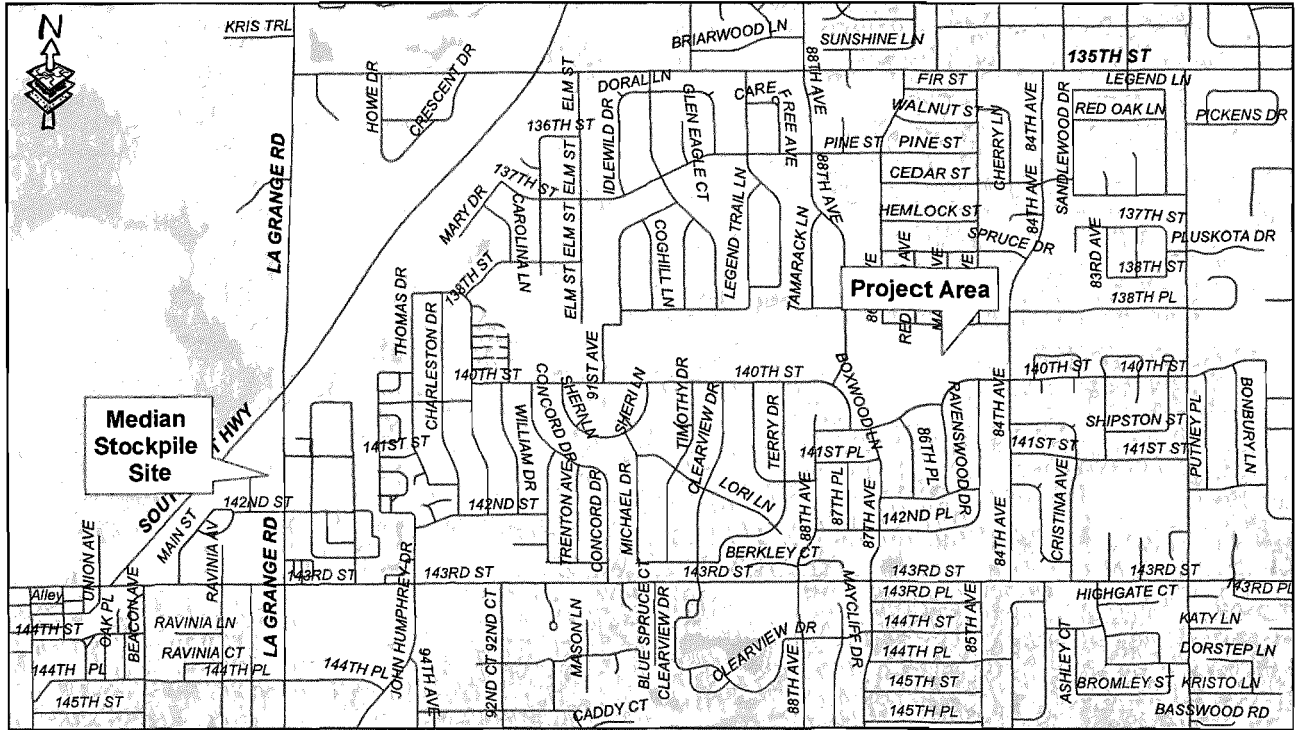 N
KRIS TRL
BRIARWOOD LN
SUNSHINE LN
135TH ST
HOWE DR
CRESCENT DR
ELM ST
DORAL LN
CARE
FREE AVE
88TH AVE
FIR ST
LEGEND LN
WALNUT ST
RED OAK LN
PICKENS DR
136TH ST
IDLEWILD DR
GLEN EAGLE CT
PINE ST
PINE ST
CHERRY LN
84TH AVE
SANDLEWOOD DR
LA GRANGE RD
137TH ST
ELM ST
CEDAR ST
MARY DR
CAROLINA LN
ELM ST
LEGEND TRAIL LN
88TH AVE
HEMLOCK ST
84TH AVE
137TH ST
COGHILL LN
TAMARACK LN
SPRUCE DR
83RD AVE
PLUSKOTA DR
138TH ST
138TH ST
THOMAS DR
ELM ST
Project Area
138TH PL
CHARLESTON DR
91ST AVE
140TH ST
CONCORD DR
SHERI LN
SHERI LN
TIMOTHY DR
140TH ST
BOXWOOD LN
140TH ST
140TH ST
Median
Stockpile
Site
T HWY
SOUT
WILLIAM DR
CLEARVIEW DR
TERRY DR
RAVENSWOOD DR
84TH AVE
SHIPSTON ST
PUTNEY PL
BONBURY LN
141ST ST
141ST PL
86TH PL
141ST ST
141ST ST
142ND ST
142ND ST
TRENTON AVE
CONCORD DR
MICHAEL DR
LORI LN
88TH AVE
87TH PL
87TH AVE
142ND PL
84TH AVE
CRISTINA AVE
MAIN ST
UNION AVE
RAVINIA AV
LA GRANGE RD
BERKLEY CT
143RD ST
JOHN HUMPHREY DR
143RD ST
143RD ST
143RD ST
143RD ST
143RD PL
Alley
OAK PL
BEACON AVE
92ND CT
BLUE SPRUCE CT
CLEARVIEW DR
MAYCLIFF DR
143RD PL
HIGHGATE CT
144TH ST
RAVINIA LN
MASON LN
CLEARVIEW DR
144TH ST
85TH AVE
ASHLEY CT
KATY LN
RAVINIA CT
144TH PL
DORSTEP LN
144TH PL
144TH PL
144TH PL
94TH AVE
92ND CT
88TH AVE
145TH ST
BROMLEY ST
KRISTO LN
145TH ST
CADDY CT
145TH PL
BASSWOOD RD